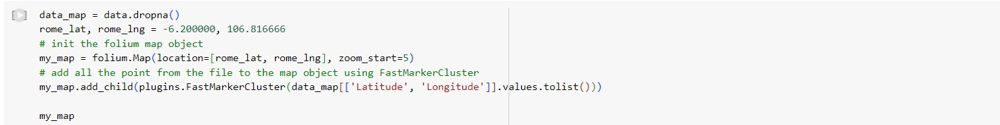 data_map = data.dropna()
rome_lat, rome_lng = -6.200000, 106.816666
# init the folium map object
my_map = folium.Map(location=[rome_lat, rome_lng], zoom_start=5)
# add all the point from the file to the map object using FastMarkerCluster
my_map.add_child(plugins.FastMarkerCluster(data_map[['Latitude', 'Longitude']].values.tolist()))
my_map